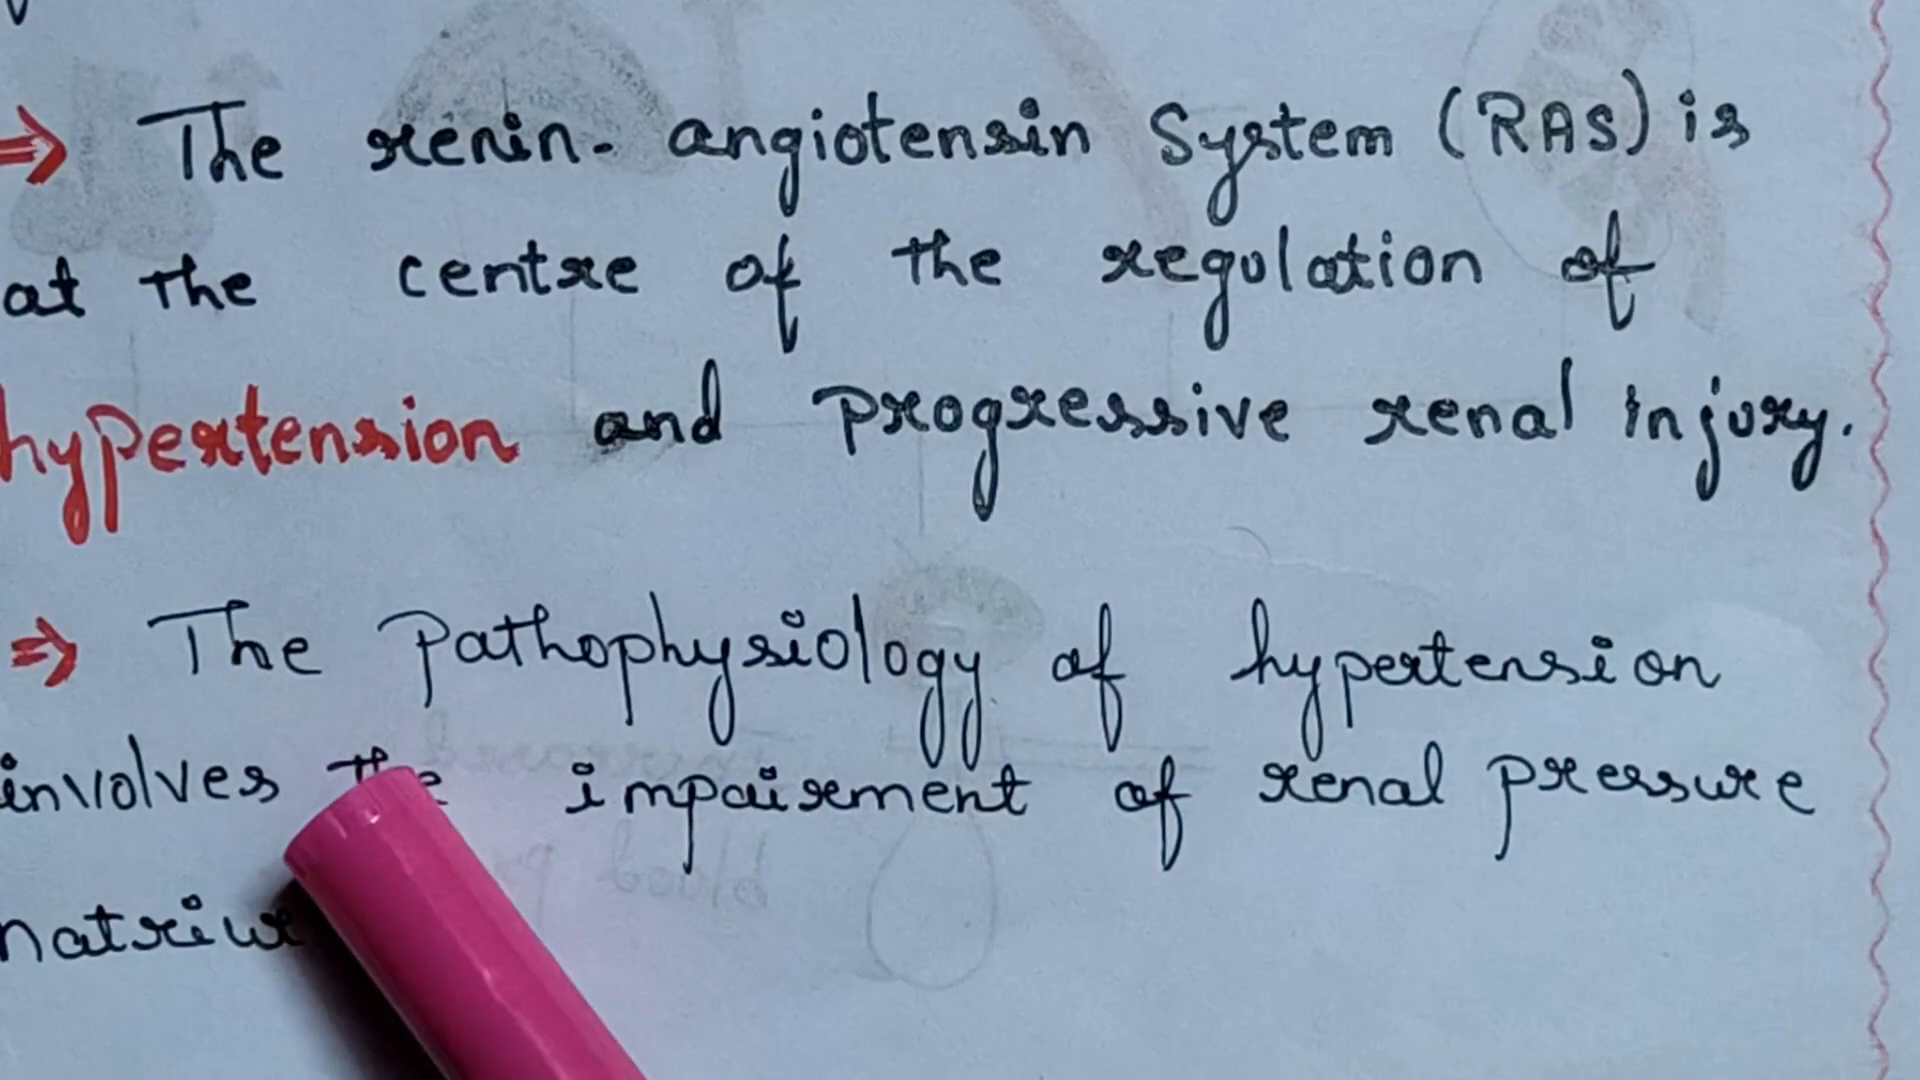 ⇒ The renin- angiotensin System (RAS) is
at the centre of the regulation of
hypertension and progressive renal injury.
⇒ The Pathophysiology of hypertension
involves the impairement of renal pressure